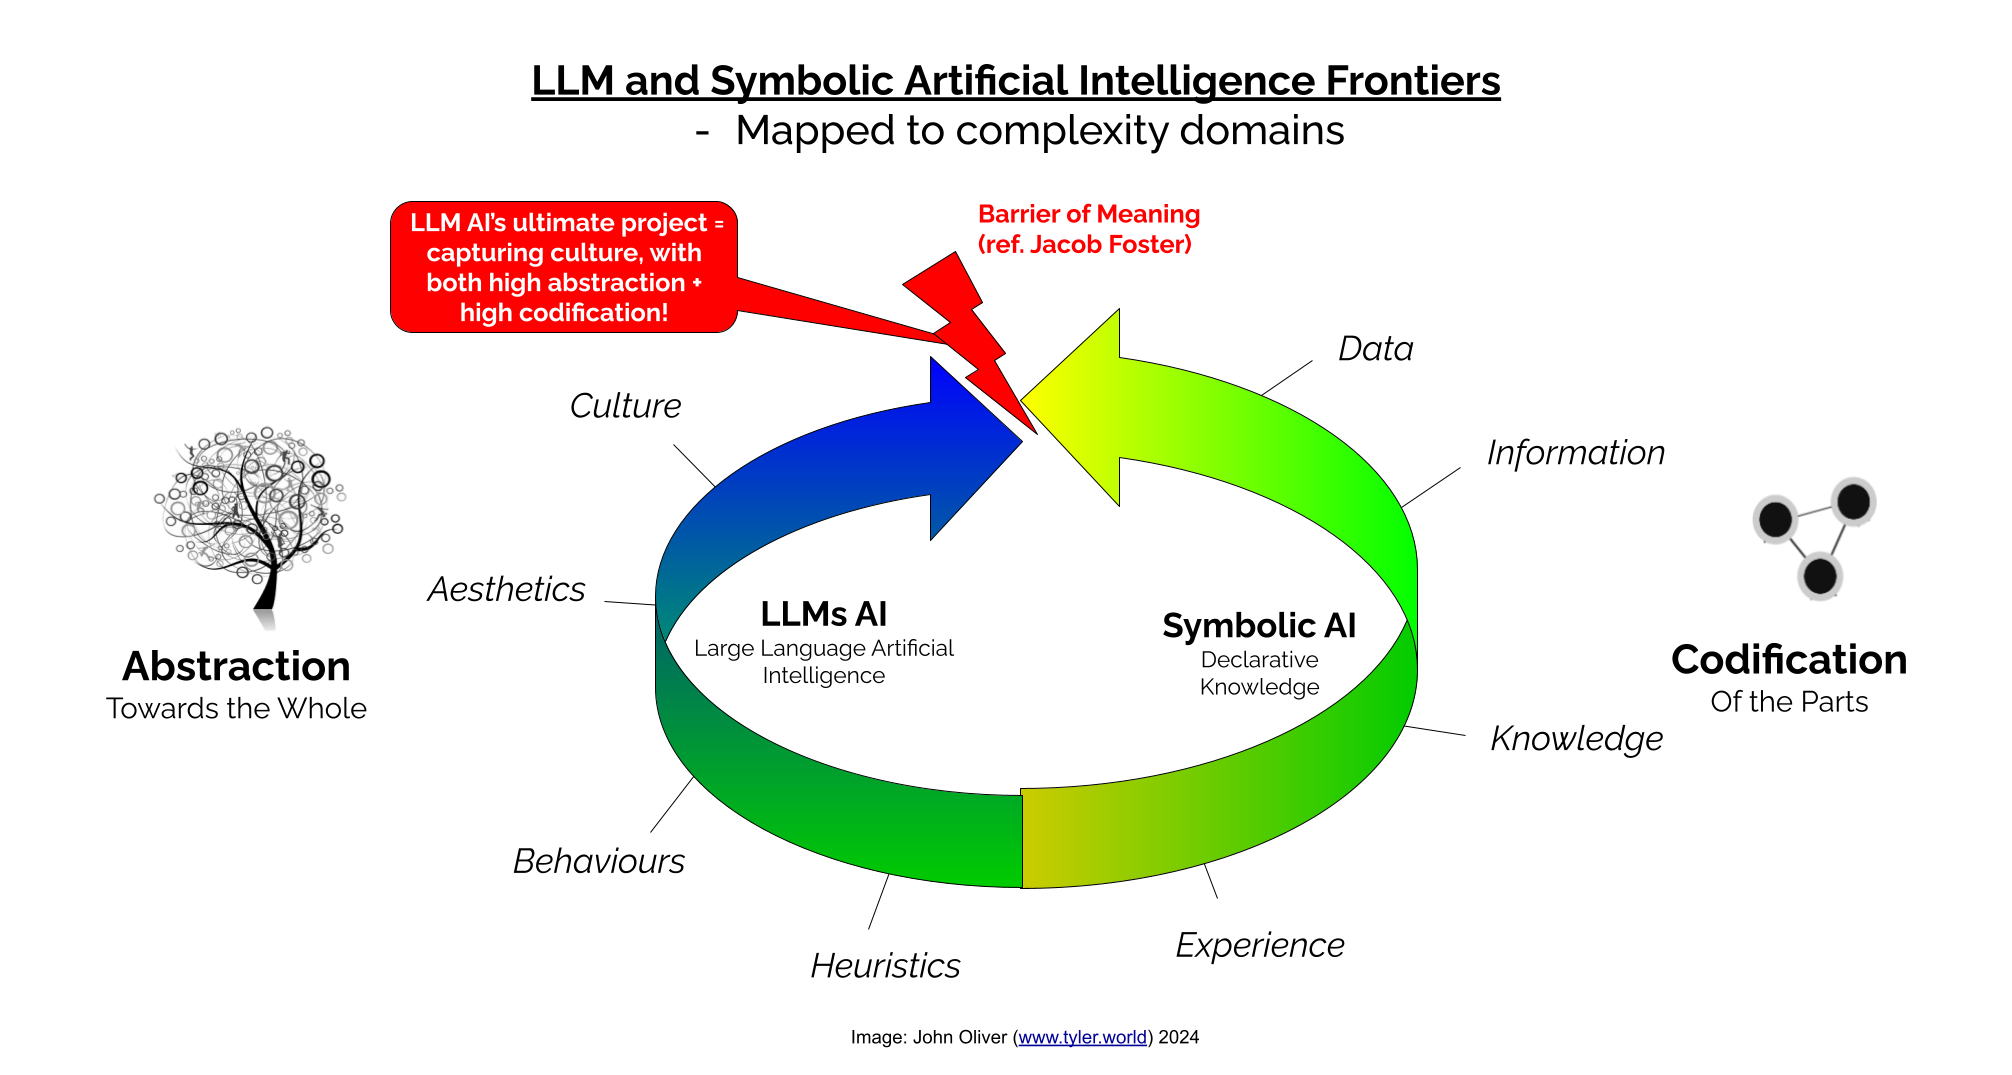 LLM and Symbolic Artificial Intelligence Frontiers
- Mapped to complexity domains
LLM AI's ultimate project =
capturing culture, with
both high abstraction +
high codification!
Barrier of Meaning
(ref. Jacob Foster)
Data
Culture
Information
Aesthetics
LLMs AI
Large Language Artificial
Intelligence
Symbolic AI
Declarative
Knowledge
Abstraction
Towards the Whole
Codification
Of the Parts
Knowledge
Behaviours
Experience
Heuristics
Image: John Oliver (www.tyler.world) 2024